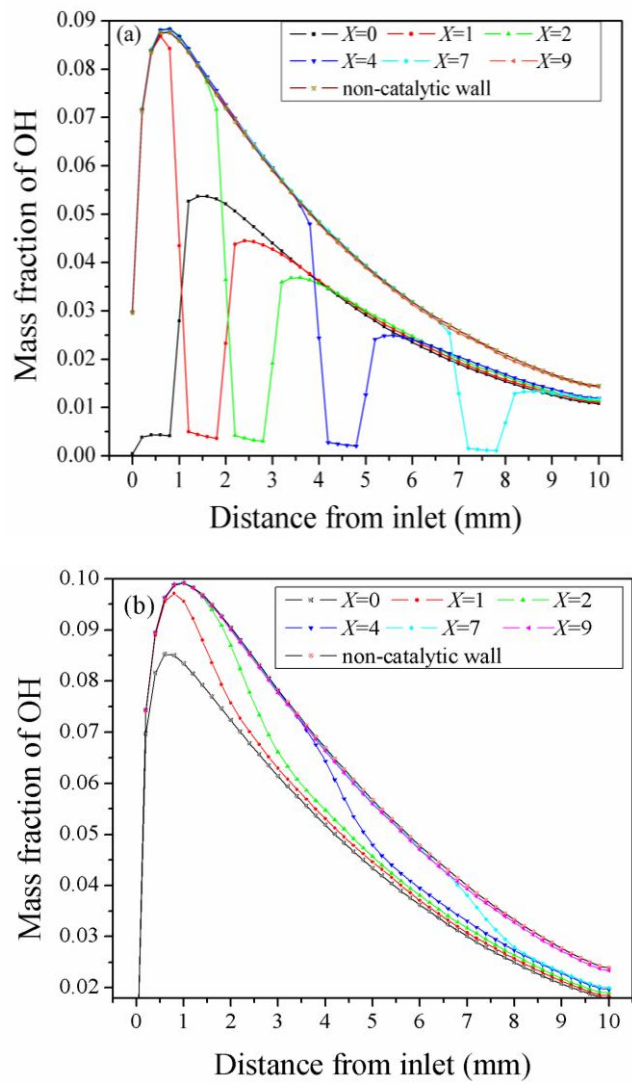 (a)
X=0 X=1 X=2
X=4 X=7 X=9
non-catalytic wall
Mass fraction of OH
0.09
0.08
0.07
0.06
0.05
0.04
0.03
0.02
0.01
0.00
0 1 2 3 4 5 6 7 8 9 10
Distance from inlet (mm)
(b)
X=0 X=1 X=2
X=4 X=7 X=9
non-catalytic wall
Mass fraction of OH
0.10
0.09
0.08
0.07
0.06
0.05
0.04
0.03
0.02
0 1 2 3 4 5 6 7 8 9 10
Distance from inlet (mm)